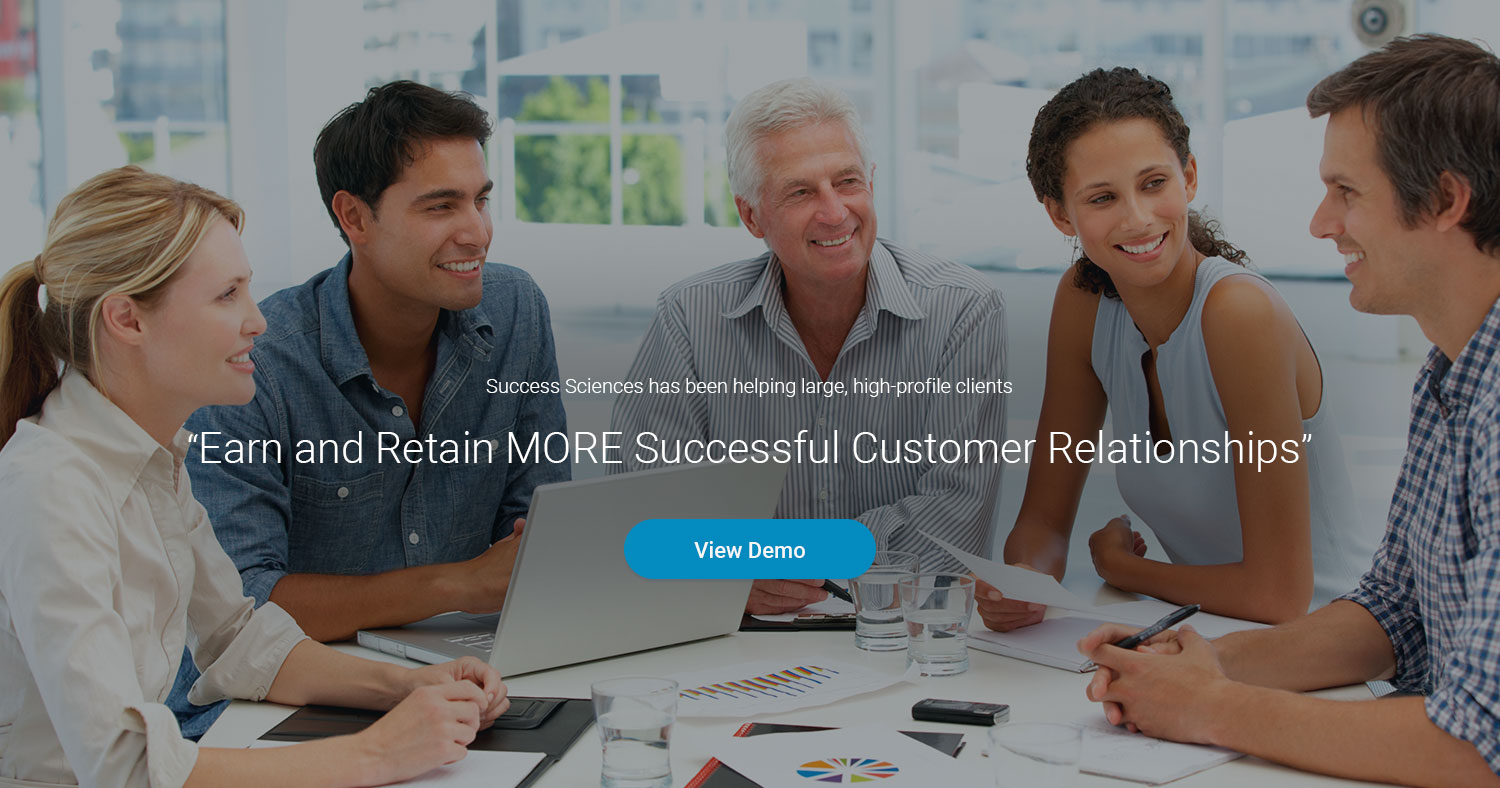 Success Sciences has been helping large, high-profile clients
“Earn and Retain MORE Successful Customer Relationships”
View Demo